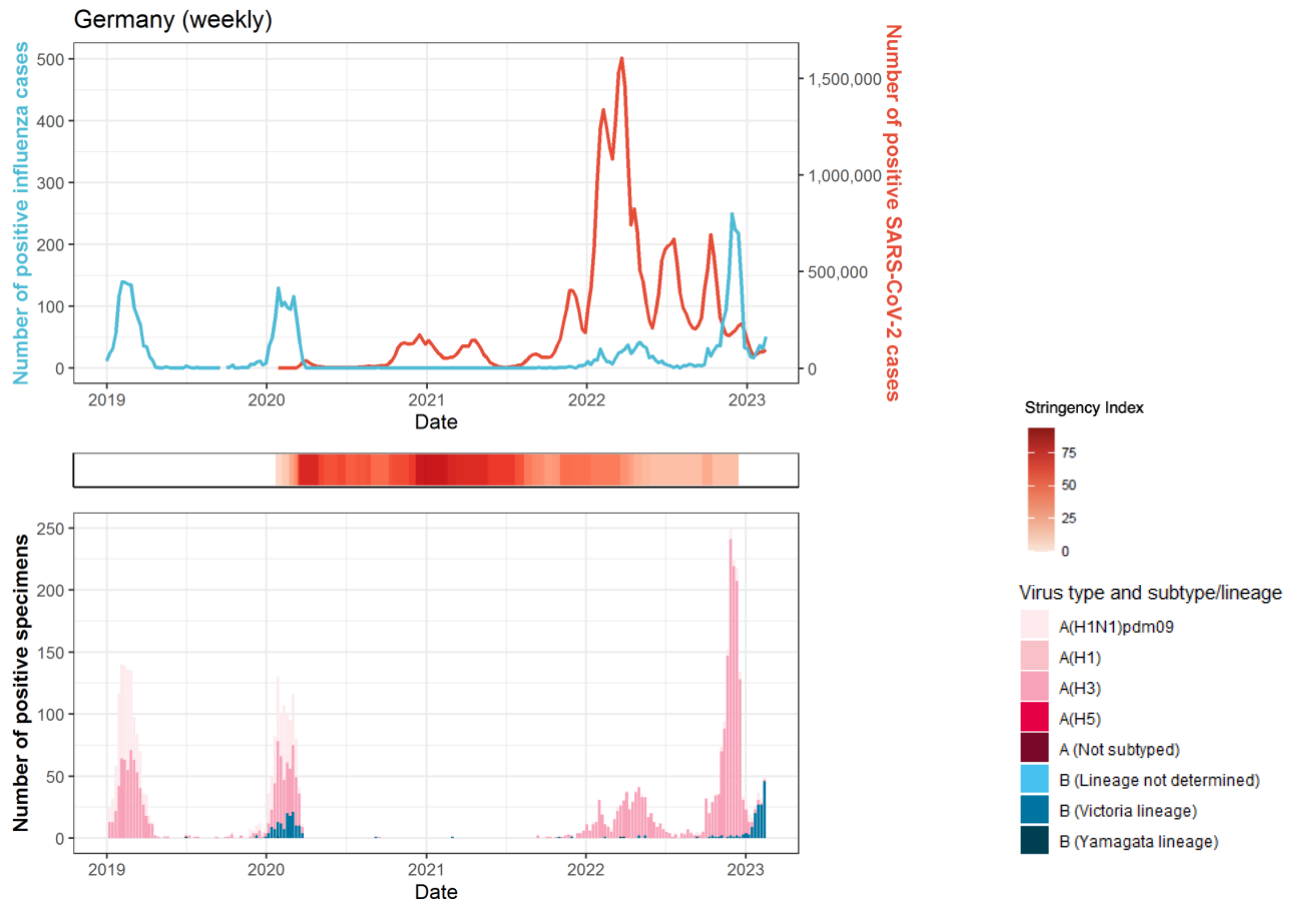 Germany (weekly)
Number of positive influenza cases
500
400
300
200
100
0
Number of positive SARS-CoV-2 cases
1,500,000
1,000,000
500,000
0
2019 2020 2021 2022 2023
Date
Stringency Index
75
50
25
0
Number of positive specimens
250
200
150
100
50
0
2019 2020 2021 2022 2023
Date
Virus type and subtype/lineage
A(H1N1)pdm09
A(H1)
A(H3)
A(H5)
A (Not subtyped)
B (Lineage not determined)
B (Victoria lineage)
B (Yamagata lineage)